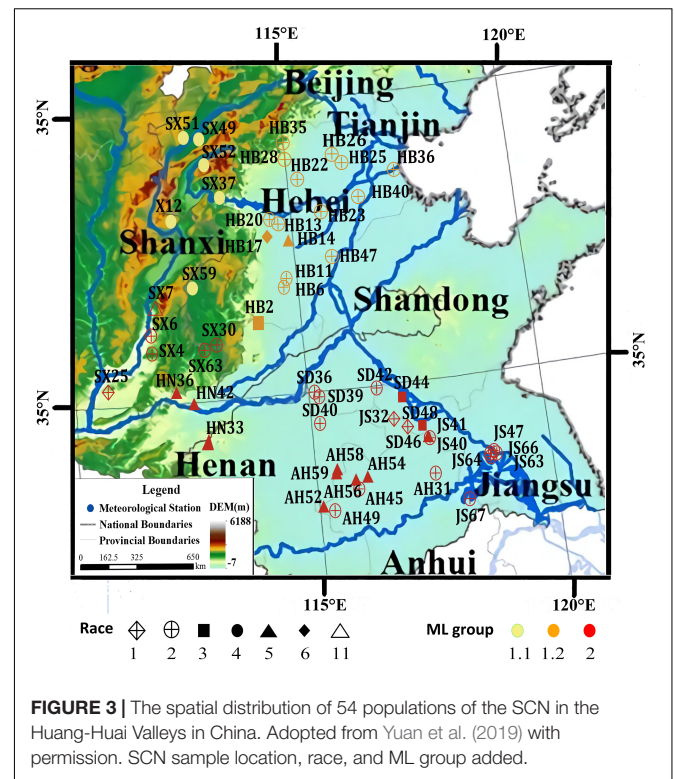 115°E 120°E
35°N
Beijing
SX51 SX49 HB35 Tianjin
HB26
SX52 HB28 HB25 HB36
HB22
SX37 Hebei HB40
X12 HB20 HB13 HB23
Shanxi HB17 HB14
HB47
SX59 HB11
SX7 HB6
Shandong
HB2
SX6 SX30
SX4 SX63 35°N
SX25 HN36 SD36 SD42 SD44
HN42 SD39
35°N SD40 JS32 SD48
HN33 SD46 JS41 JS47
JS40 JS66
Henan AH58 JS64 JS63
AH59 AH54
AH31 Jiangsu
AH52 AH56 AH45
AH49 JS67
Anhui
Legend
Meteorological Station DEM(m)
National Boundaries 6188
Provincial Boundaries
0 162.5 325 650
km -7
115°E 120°E
Race ML group
1 2 3 4 5 6 11 1.1 1.2 2
FIGURE 3 | The spatial distribution of 54 populations of the SCN in the
Huang-Huai Valleys in China. Adopted from Yuan et al. (2019) with
permission. SCN sample location, race, and ML group added.